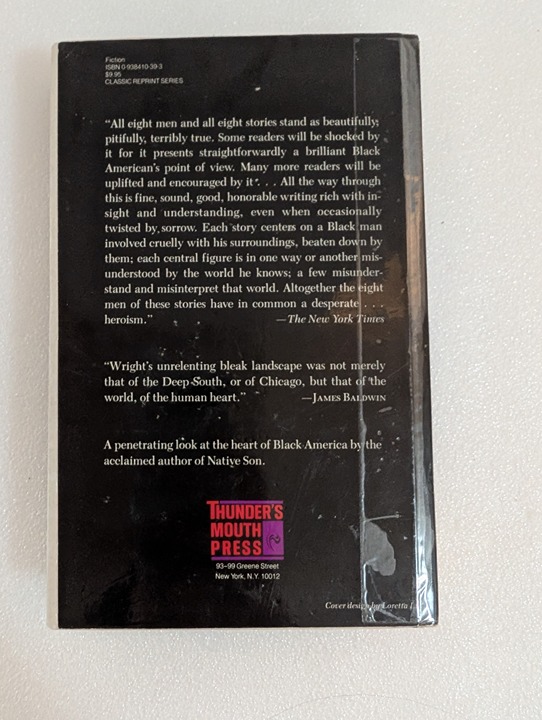 Fiction
ISBN 0-938410-39-3
$9.95
CLASSIC REPRINT SERIES
“All eight men and all eight stories stand as beautifully,
pitifully, terribly true. Some readers will be shocked by
it for it presents straightforwardly a brilliant Black
American’s point of view. Many more readers will be
uplifted and encouraged by it . . . All the way through
this is fine, sound, good, honorable writing rich with in-
sight and understanding, even when occasionally
twisted by sorrow. Each story centers on a Black man
involved cruelly with his surroundings, beaten down by
them; each central figure is in one way or another mis-
understood by the world he knows; a few misunder-
stand and misinterpret that world. Altogether the eight
men of these stories have in common a desperate . . .
heroism.” —The New York Times
“Wright’s unrelenting bleak landscape was not merely
that of the Deep South, or of Chicago, but that of the
world, of the human heart.” —JAMES BALDWIN
A penetrating look at the heart of Black America by the
acclaimed author of Native Son.
THUNDER’S
MOUTH
PRESS
93–99 Greene Street
New York, N.Y. 10012
Cover design by Loretta